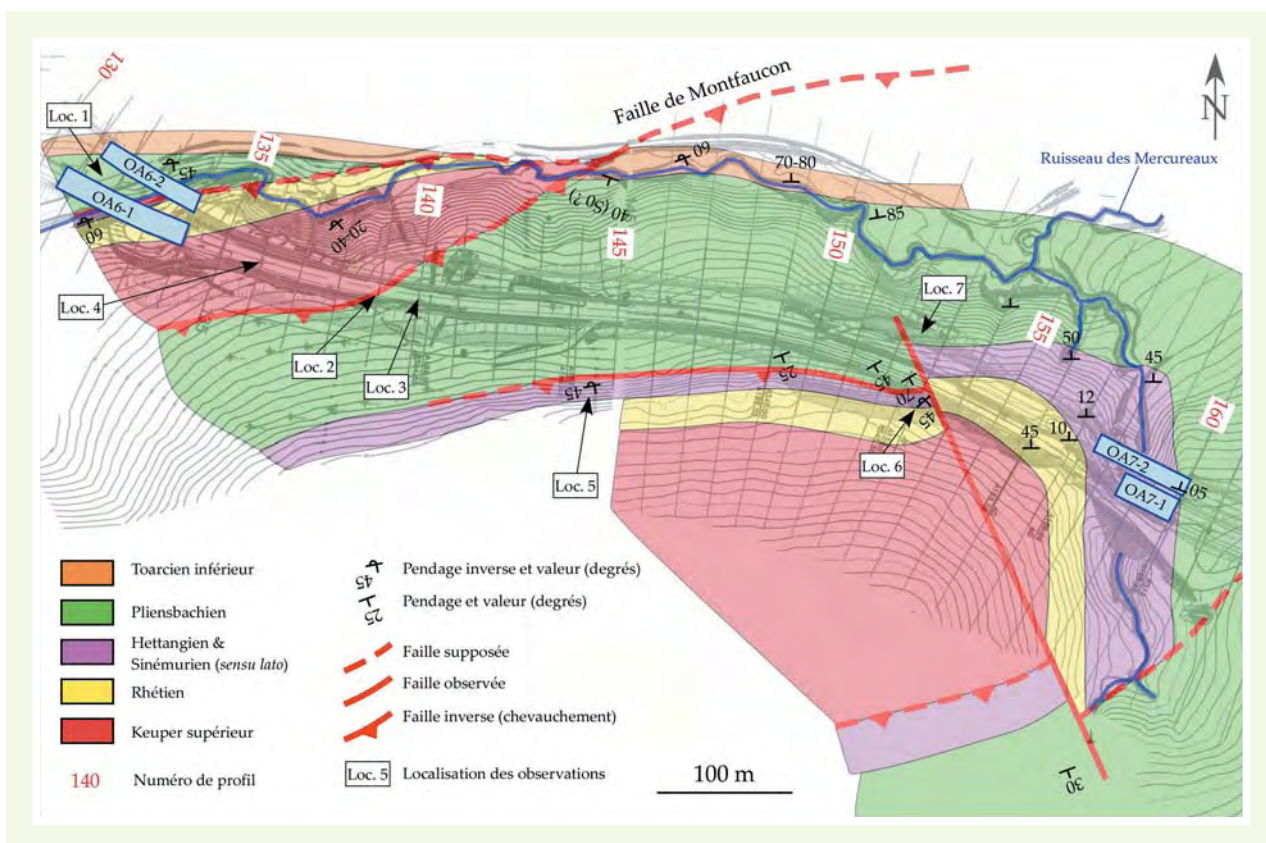 130
Faille de Montfaucon
N
Loc. 1
OA6-2
45
135
60
70-80
Ruisseau des Mercureaux
OA6-1
60
20-40
140
40 (50 ?)
145
85
150
Loc. 4
Loc. 2
Loc. 3
Loc. 7
155
50
45
160
25
45
70
45
45
12
10
45
Loc. 5
Loc. 6
OA7-2
OA7-1
05
Toarcien inférieur
Pliensbachien
Hettangien &
Sinémurien (sensu lato)
Rhétien
Keuper supérieur
140 Numéro de profil
45 Pendage inverse et valeur (degrés)
25 Pendage et valeur (degrés)
Faille supposée
Faille observée
Faille inverse (chevauchement)
Loc. 5 Localisation des observations
100 m
30